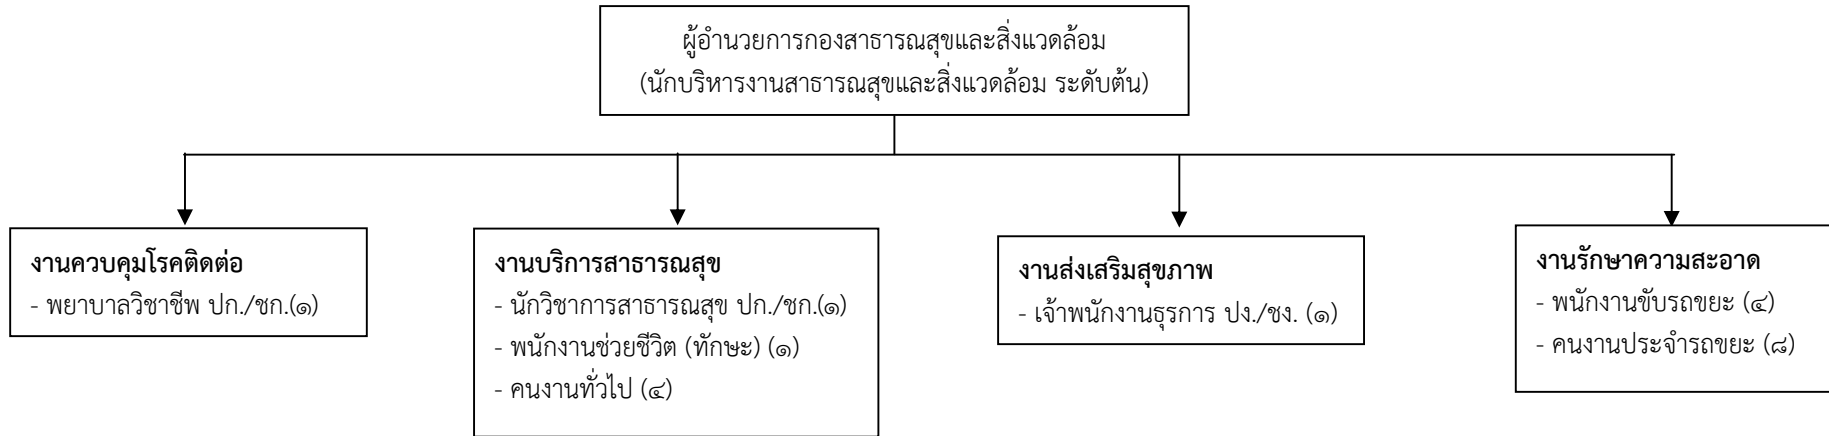 ผู้อำนวยการกองสาธารณสุขและสิ่งแวดล้อม
(นักบริหารงานสาธารณสุขและสิ่งแวดล้อม ระดับต้น)
งานควบคุมโรคติดต่อ
- พยาบาลวิชาชีพ ปก./ชก.(๑)
งานบริการสาธารณสุข
- นักวิชาการสาธารณสุข ปก./ชก.(๑)
- พนักงานช่วยชีวิต (ทักษะ) (๑)
- คนงานทั่วไป (๔)
งานส่งเสริมสุขภาพ
- เจ้าพนักงานธุรการ ปง./ชง. (๑)
งานรักษาความสะอาด
- พนักงานขับรถขยะ (๔)
- คนงานประจำรถขยะ (๘)